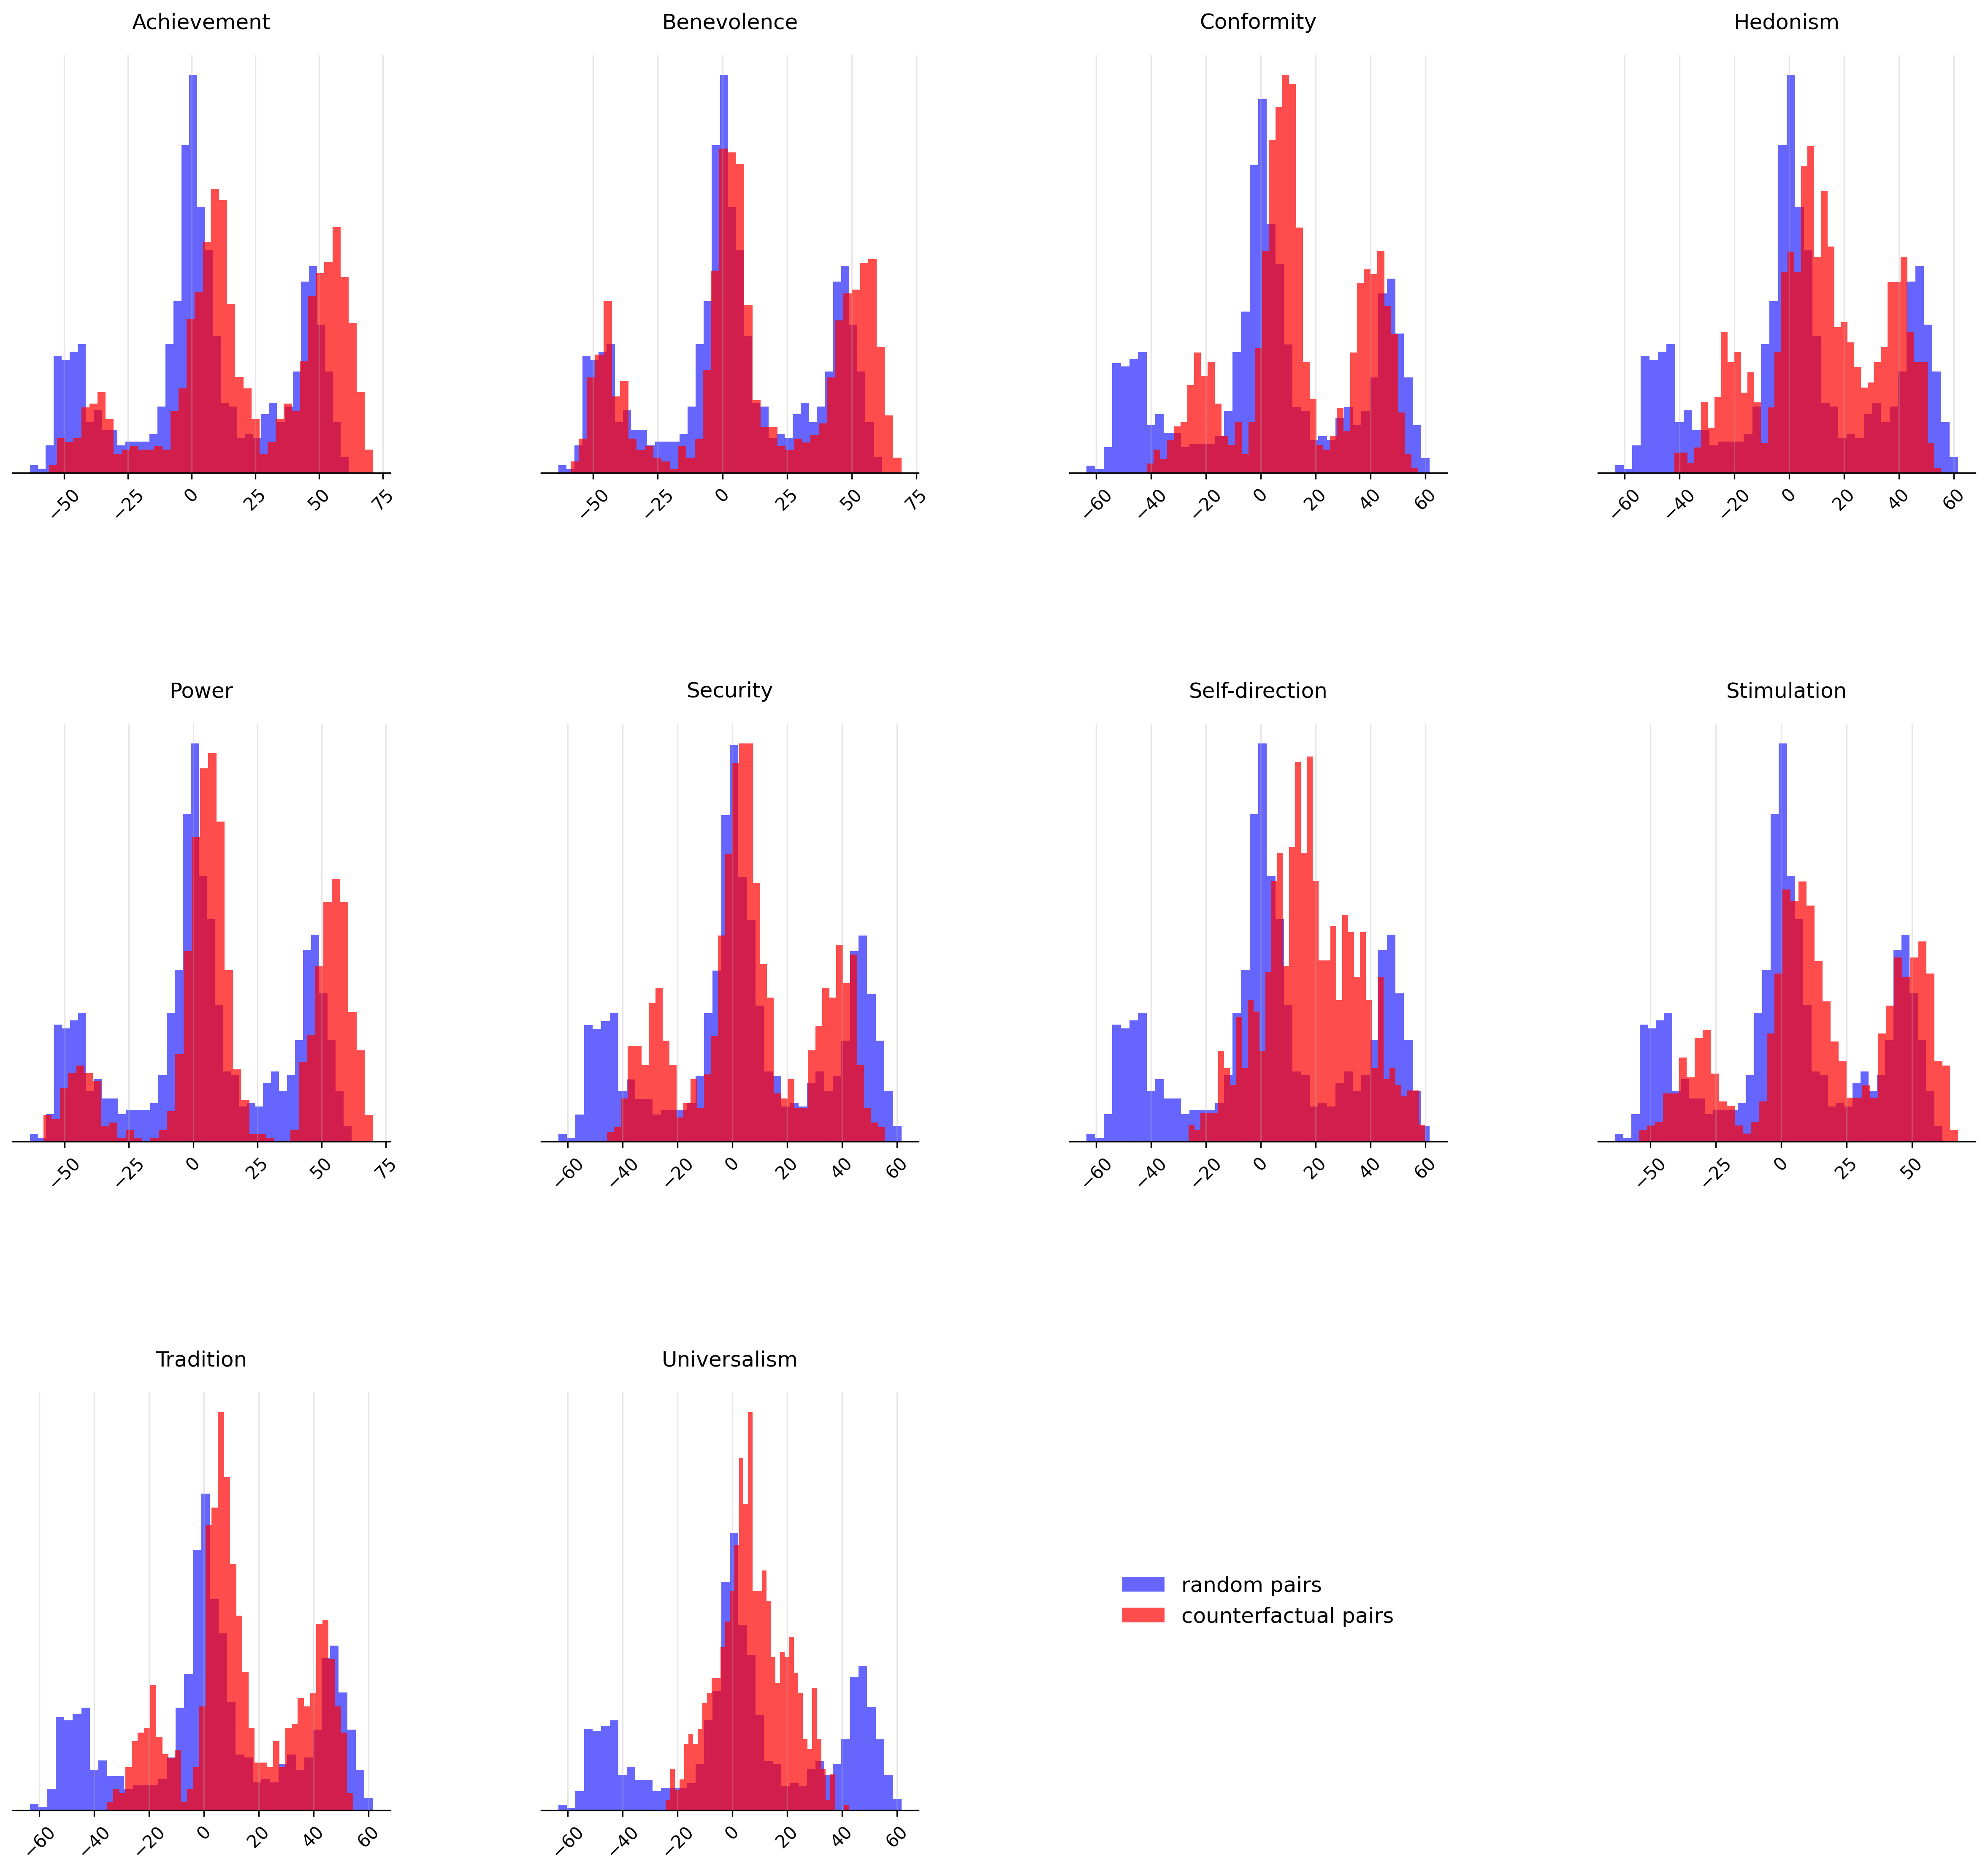 Achievement Benevolence Conformity Hedonism
−50 −25 0 25 50 75 −50 −25 0 25 50 75 −60 −40 −20 0 20 40 60 −60 −40 −20 0 20 40 60
Power Security Self-direction Stimulation
−50 −25 0 25 50 75 −60 −40 −20 0 20 40 60 −60 −40 −20 0 20 40 60 −50 −25 0 25 50
Tradition Universalism
random pairs
counterfactual pairs
−60 −40 −20 0 20 40 60 −60 −40 −20 0 20 40 60